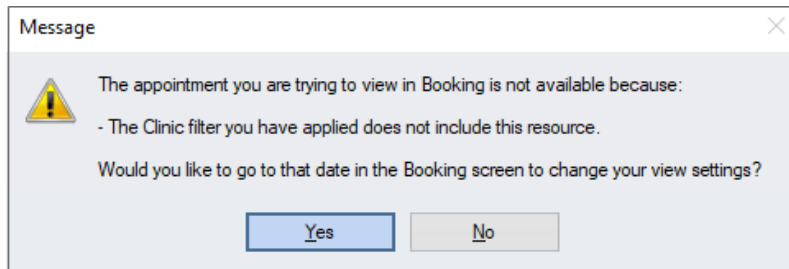 Message
The appointment you are trying to view in Booking is not available because:
- The Clinic filter you have applied does not include this resource.
Would you like to go to that date in the Booking screen to change your view settings?
Yes
No